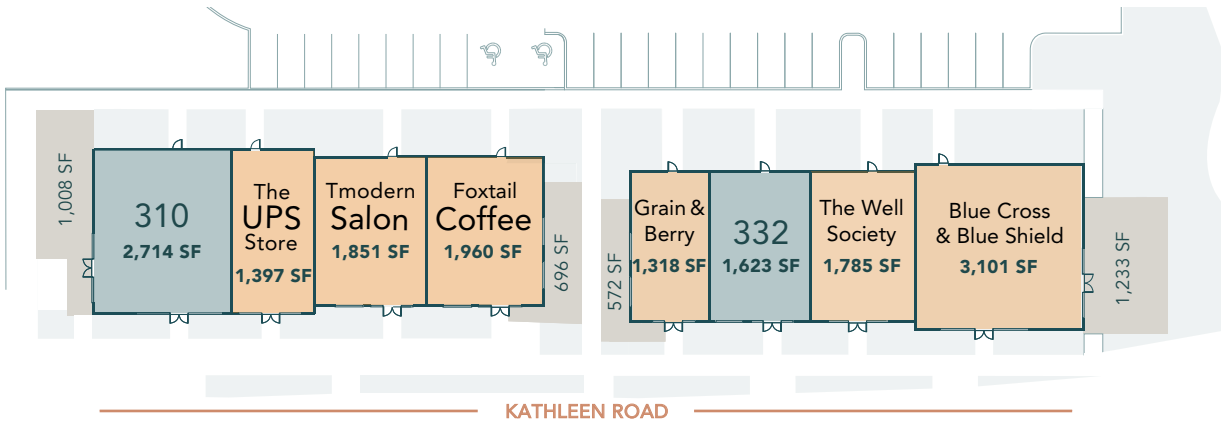 1,008 SF
310
2,714 SF
The
UPS
Store
1,397 SF
Tmodern
Salon
1,851 SF
Foxtail
Coffee
1,960 SF
696 SF
572 SF
Grain &
Berry
1,318 SF
332
1,623 SF
The Well
Society
1,785 SF
Blue Cross
& Blue Shield
3,101 SF
1,233 SF
KATHLEEN ROAD